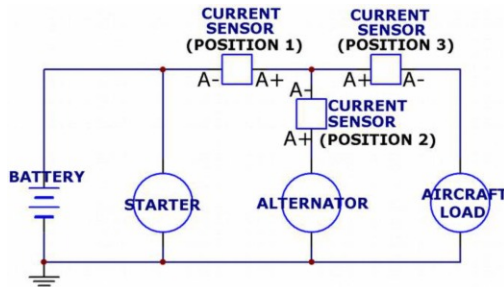 CURRENT
SENSOR
(POSITION 1)
CURRENT
SENSOR
(POSITION 3)
A- A+
A+ A-
A-
CURRENT
SENSOR
(POSITION 2)
A+
BATTERY
STARTER
ALTERNATOR
AIRCRAFT
LOAD